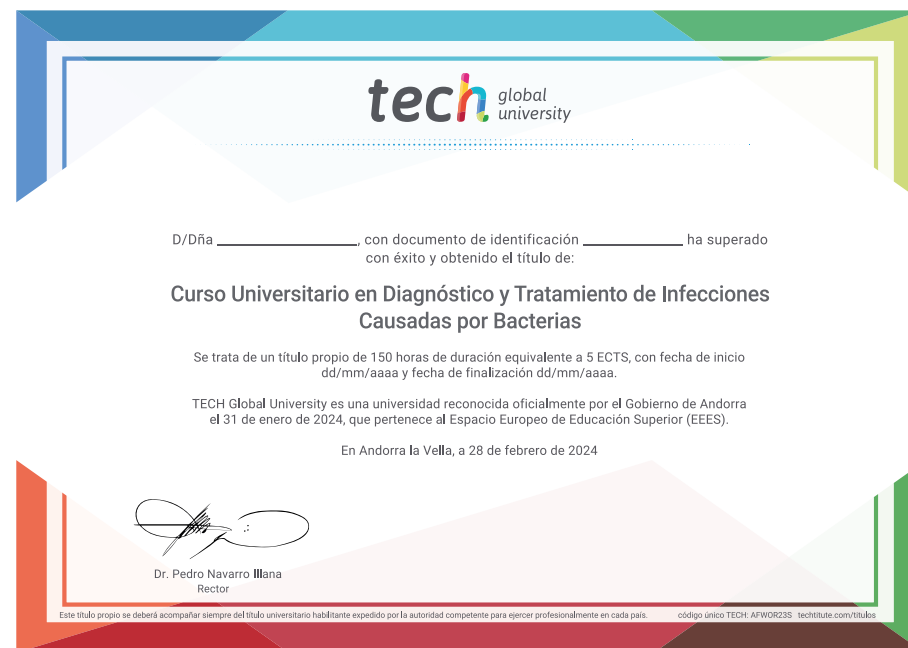 tech global university
D/Dña ____________________, con documento de identificación ______________ ha superado
con éxito y obtenido el título de:
Curso Universitario en Diagnóstico y Tratamiento de Infecciones
Causadas por Bacterias
Se trata de un título propio de 150 horas de duración equivalente a 5 ECTS, con fecha de inicio
dd/mm/aaaa y fecha de finalización dd/mm/aaaa.
TECH Global University es una universidad reconocida oficialmente por el Gobierno de Andorra
el 31 de enero de 2024, que pertenece al Espacio Europeo de Educación Superior (EEES).
En Andorra la Vella, a 28 de febrero de 2024
Dr. Pedro Navarro Illana
Rector
Este título propio se deberá acompañar siempre del título universitario habilitante expedido por la autoridad competente para ejercer profesionalmente en cada país. código único TECH: AFWOR23S techtitute.com/titulos